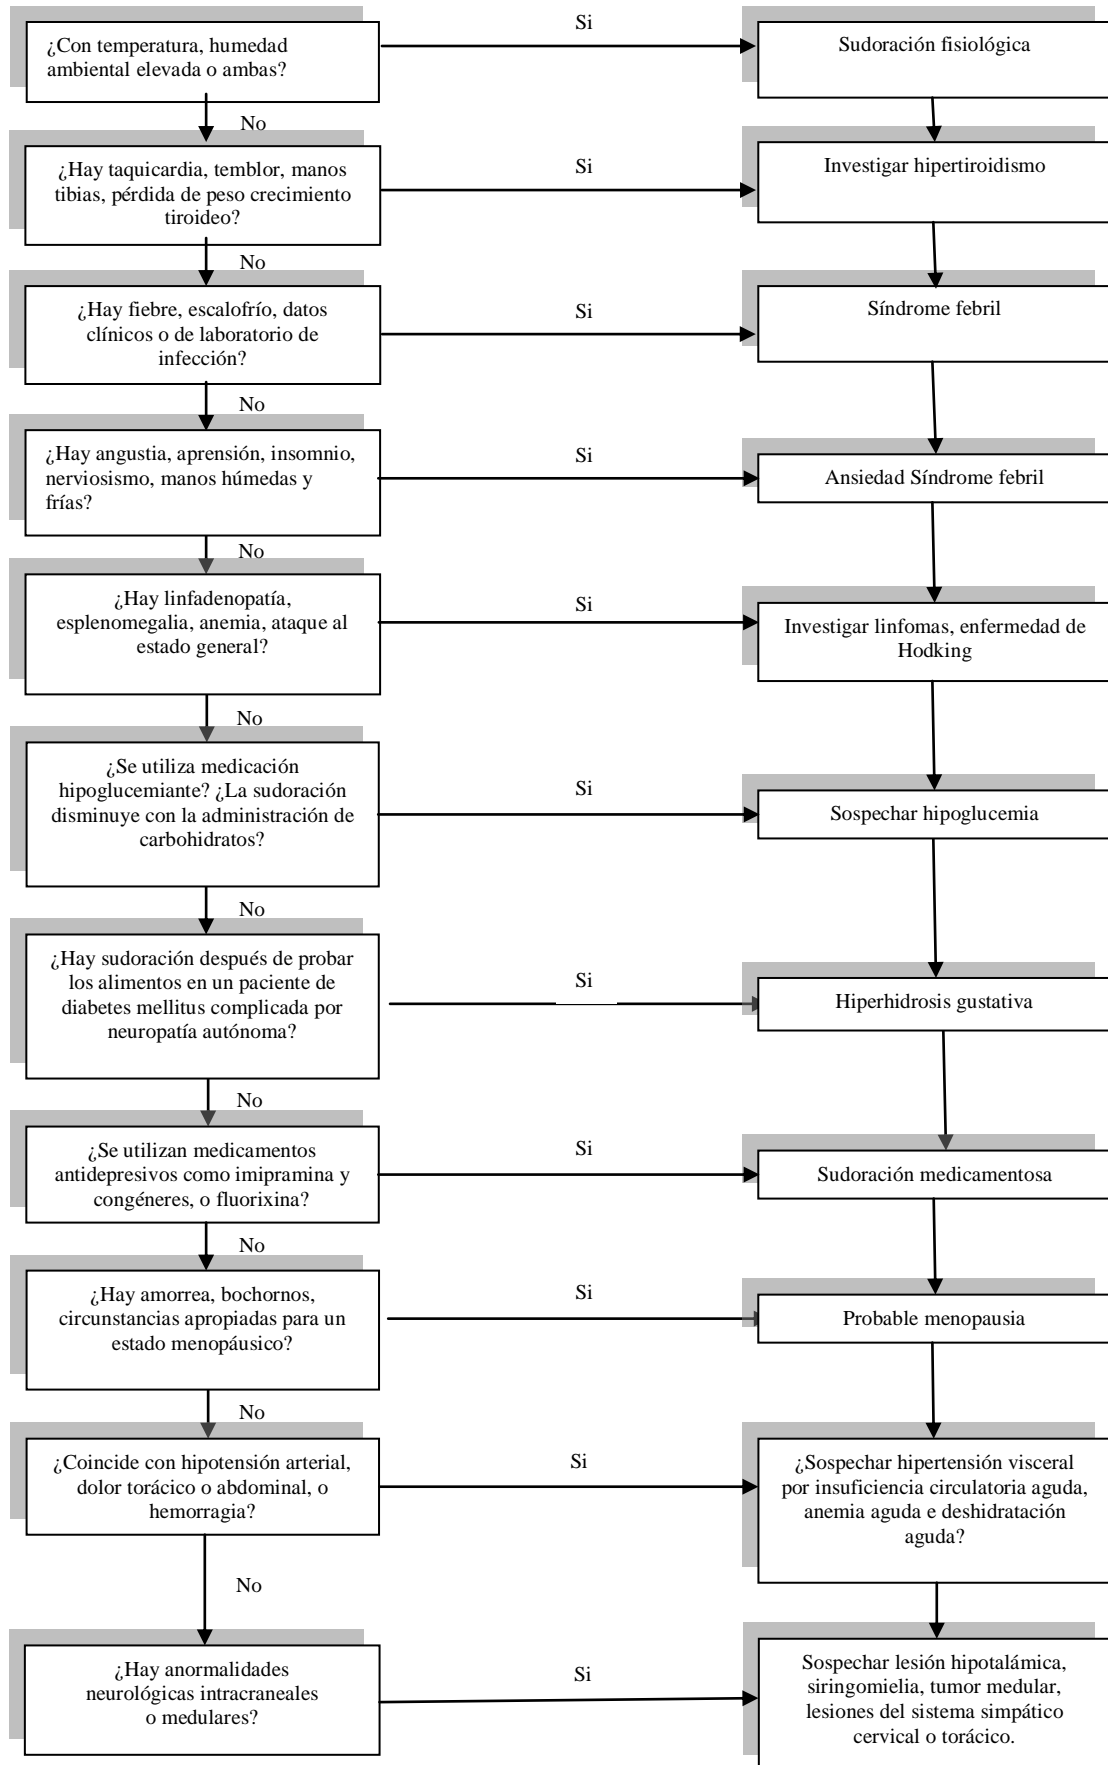 ¿Con temperatura, humedad
ambiental elevada o ambas?
Si
Sudoración fisiológica
No
¿Hay taquicardia, temblor, manos
tibias, pérdida de peso crecimiento
tiroideo?
Si
Investigar hipertiroidismo
No
¿Hay fiebre, escalofrío, datos
clínicos o de laboratorio de
infección?
Si
Síndrome febril
No
¿Hay angustia, aprensión, insomnio,
nerviosismo, manos húmedas y
frías?
Si
Ansiedad Síndrome febril
No
¿Hay linfadenopatía,
esplenomegalia, anemia, ataque al
estado general?
Si
Investigar linfomas, enfermedad de
Hodking
No
¿Se utiliza medicación
hipoglucemiante? ¿La sudoración
disminuye con la administración de
carbohidratos?
Si
Sospechar hipoglucemia
No
¿Hay sudoración después de probar
los alimentos en un paciente de
diabetes mellitus complicada por
neuropatía autónoma?
Si
Hiperhidrosis gustativa
No
¿Se utilizan medicamentos
antidepresivos como imipramina y
congéneres, o fluorixina?
Si
Sudoración medicamentosa
No
¿Hay amorrea, bochornos,
circunstancias apropiadas para un
estado menopáusico?
Si
Probable menopausia
No
¿Coincide con hipotensión arterial,
dolor torácico o abdominal, o
hemorragia?
Si
¿Sospechar hipertensión visceral
por insuficiencia circulatoria aguda,
anemia aguda e deshidratación
aguda?
No
¿Hay anormalidades
neurológicas intracraneales
o medulares?
Si
Sospechar lesión hipotalámica,
siringomielia, tumor medular,
lesiones del sistema simpático
cervical o torácico.